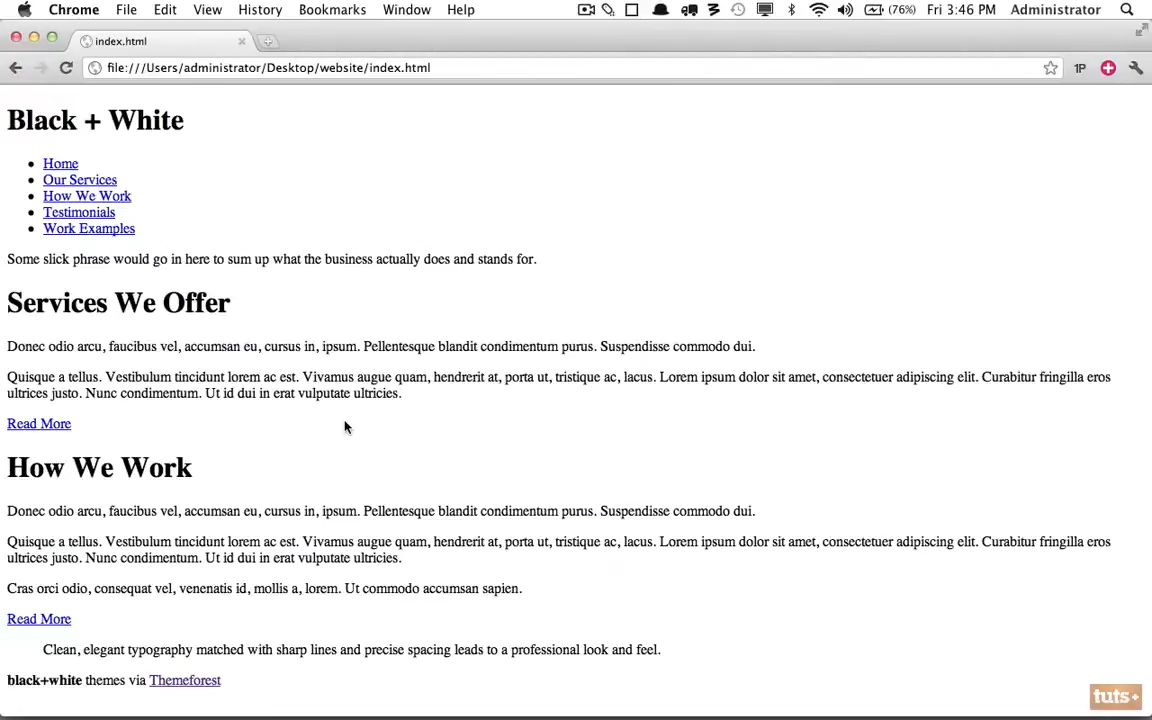 Chrome File Edit View History Bookmarks Window Help (76%) Fri 3:46 PM Administrator
index.html
file:///Users/administrator/Desktop/website/index.html 1P
Black + White
Home
Our Services
How We Work
Testimonials
Work Examples
Some slick phrase would go in here to sum up what the business actually does and stands for.
Services We Offer
Donec odio arcu, faucibus vel, accumsan eu, cursus in, ipsum. Pellentesque blandit condimentum purus. Suspendisse commodo dui.
Quisque a tellus. Vestibulum tincidunt lorem ac est. Vivamus augue quam, hendrerit at, porta ut, tristique ac, lacus. Lorem ipsum dolor sit amet, consectetuer adipiscing elit. Curabitur fringilla eros
ultrices justo. Nunc condimentum. Ut id dui in erat vulputate ultricies.
Read More
How We Work
Donec odio arcu, faucibus vel, accumsan eu, cursus in, ipsum. Pellentesque blandit condimentum purus. Suspendisse commodo dui.
Quisque a tellus. Vestibulum tincidunt lorem ac est. Vivamus augue quam, hendrerit at, porta ut, tristique ac, lacus. Lorem ipsum dolor sit amet, consectetuer adipiscing elit. Curabitur fringilla eros
ultrices justo. Nunc condimentum. Ut id dui in erat vulputate ultricies.
Cras orci odio, consequat vel, venenatis id, mollis a, lorem. Ut commodo accumsan sapien.
Read More
Clean, elegant typography matched with sharp lines and precise spacing leads to a professional look and feel.
black+white themes via Themeforest
tuts+